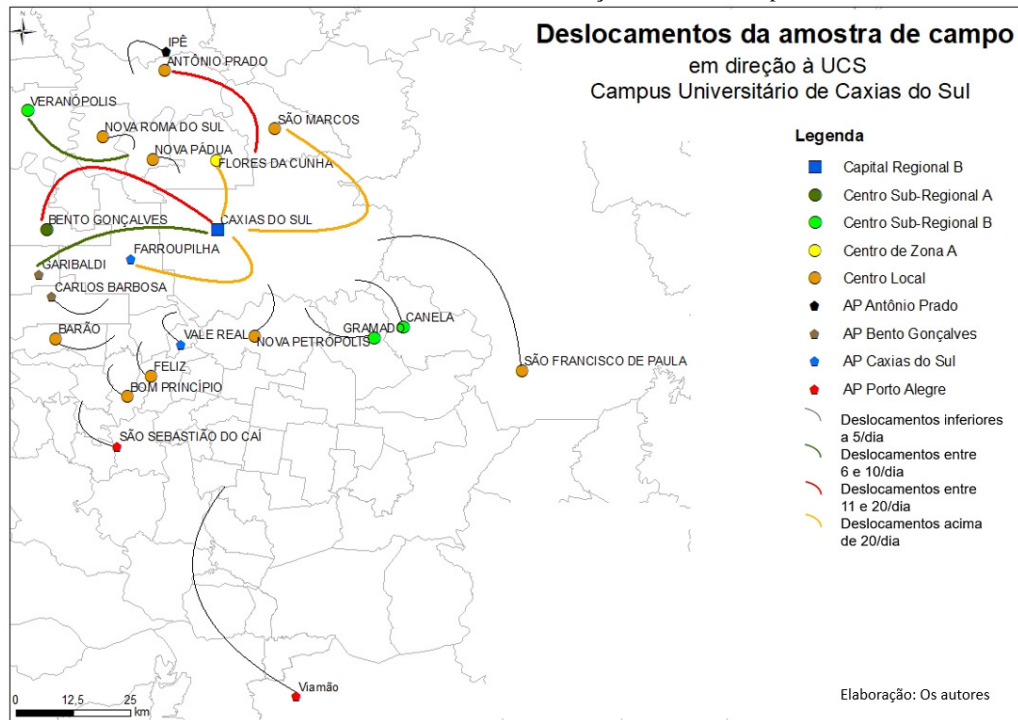 Deslocamentos da amostra de campo
em direção à UCS
Campus Universitário de Caxias do Sul
IPÊ
ANTÔNIO PRADO
VERANÓPOLIS
NOVA ROMA DO SUL
SÃO MARCOS
NOVA PÁDUA
FLORES DA CUNHA
BENTO GONÇALVES
CAXIAS DO SUL
FARROUPILHA
GARIBALDI
CARLOS BARBOSA
BARÃO
VALE REAL
NOVA PETRÓPOLIS
GRAMADO
CANELA
SÃO FRANCISCO DE PAULA
FELIZ
BOM PRINCÍPIO
SÃO SEBASTIÃO DO CAÍ
Viamão
Legenda
Capital Regional B
Centro Sub-Regional A
Centro Sub-Regional B
Centro de Zona A
Centro Local
AP Antônio Prado
AP Bento Gonçalves
AP Caxias do Sul
AP Porto Alegre
Deslocamentos inferiores
a 5/dia
Deslocamentos entre
6 e 10/dia
Deslocamentos entre
11 e 20/dia
Deslocamentos acima
de 20/dia
0 12,5 25
km
Elaboração: Os autores